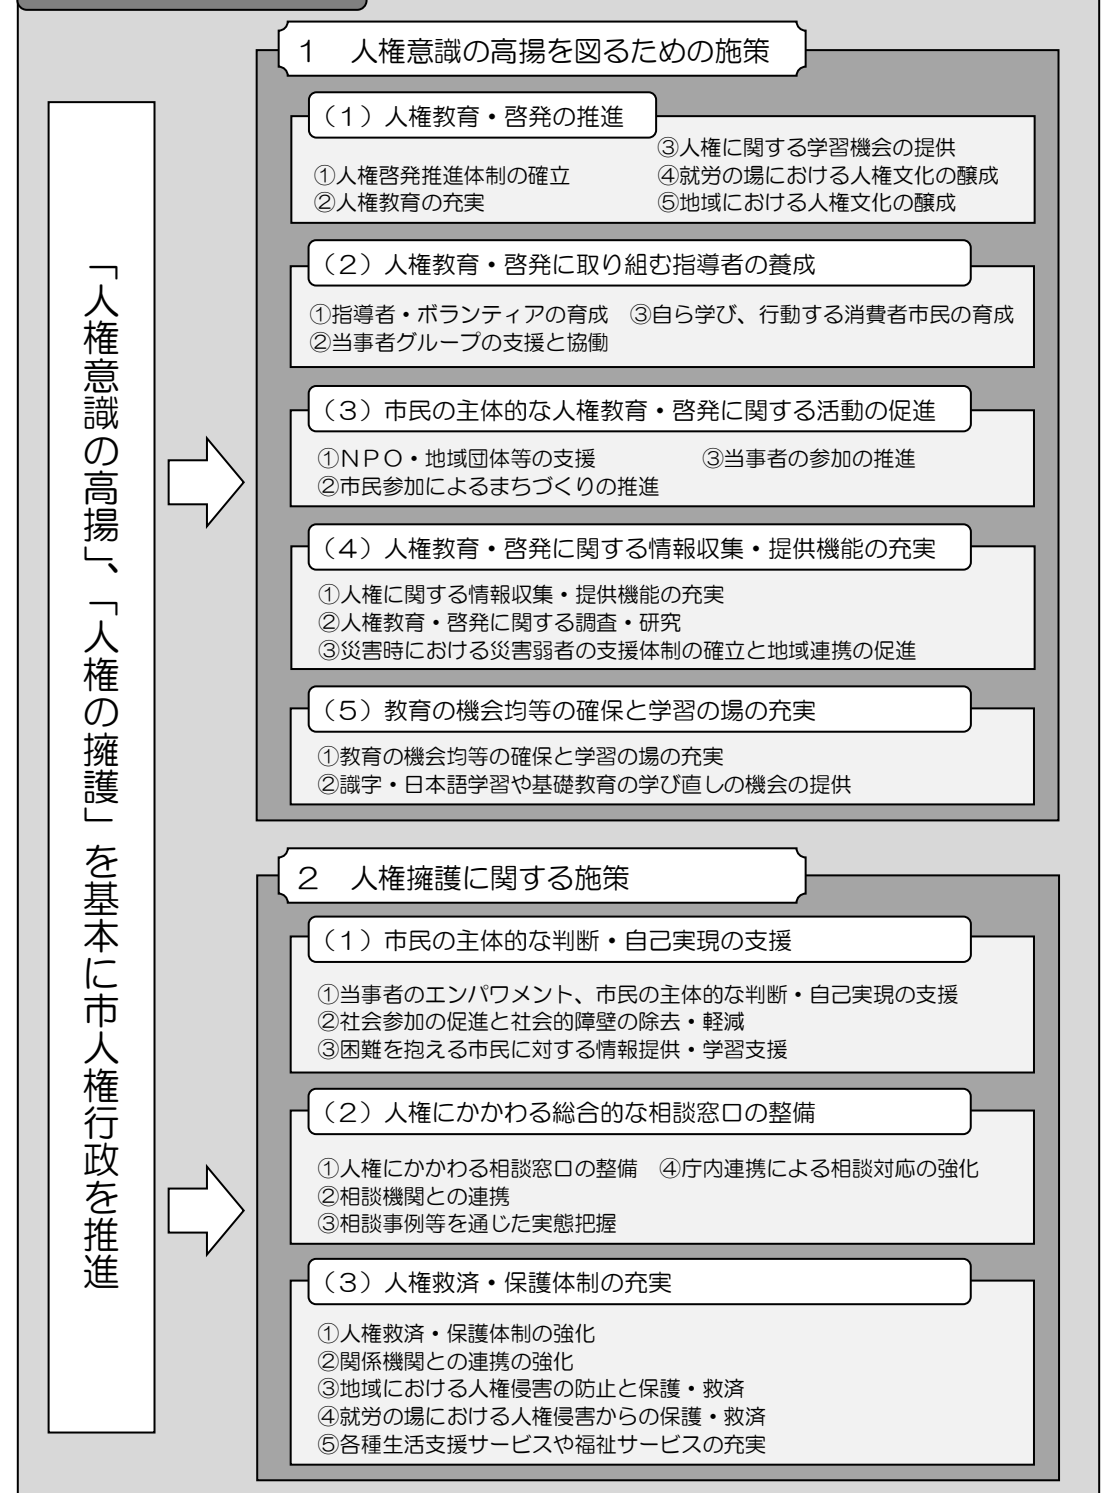 「人権意識の高揚」、「人権の擁護」を基本に市人権行政を推進
１　人権意識の高揚を図るための施策
（１）人権教育・啓発の推進
①人権啓発推進体制の確立
②人権教育の充実
③人権に関する学習機会の提供
④就労の場における人権文化の醸成
⑤地域における人権文化の醸成
（２）人権教育・啓発に取り組む指導者の養成
①指導者・ボランティアの育成　③自ら学び、行動する消費者市民の育成
②当事者グループの支援と協働
（３）市民の主体的な人権教育・啓発に関する活動の促進
①ＮＰＯ・地域団体等の支援　③当事者の参加の推進
②市民参加によるまちづくりの推進
（４）人権教育・啓発に関する情報収集・提供機能の充実
①人権に関する情報収集・提供機能の充実
②人権教育・啓発に関する調査・研究
③災害時における災害弱者の支援体制の確立と地域連携の促進
（５）教育の機会均等の確保と学習の場の充実
①教育の機会均等の確保と学習の場の充実
②識字・日本語学習や基礎教育の学び直しの機会の提供
２　人権擁護に関する施策
（１）市民の主体的な判断・自己実現の支援
①当事者のエンパワメント、市民の主体的な判断・自己実現の支援
②社会参加の促進と社会的障壁の除去・軽減
③困難を抱える市民に対する情報提供・学習支援
（２）人権にかかわる総合的な相談窓口の整備
①人権にかかわる相談窓口の整備　④庁内連携による相談対応の強化
②相談機関との連携
③相談事例等を通じた実態把握
（３）人権救済・保護体制の充実
①人権救済・保護体制の強化
②関係機関との連携の強化
③地域における人権侵害の防止と保護・救済
④就労の場における人権侵害からの保護・救済
⑤各種生活支援サービスや福祉サービスの充実